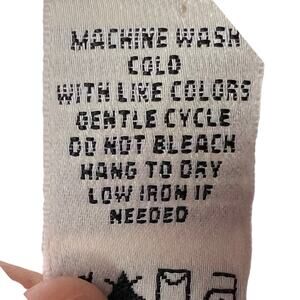 MACHINE WASH
COLD
WITH LIKE COLORS
GENTLE CYCLE
DO NOT BLEACH
HANG TO DRY
LOW IRON IF
NEEDED